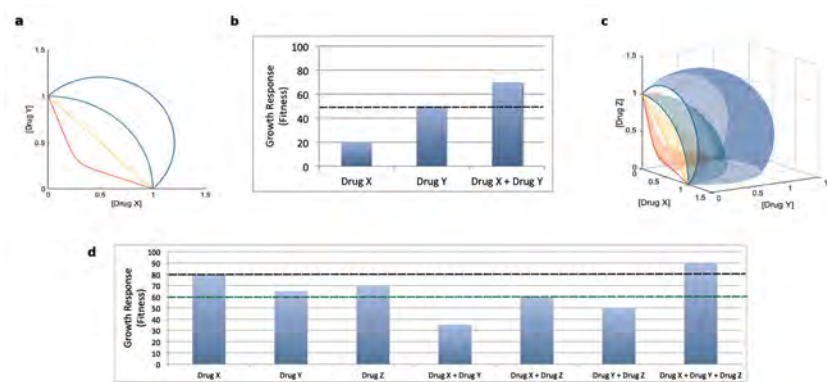 a
1.5
1
0.5
0
0
0.5
1
1.5
[Drug Y]
[Drug X]
b
100
80
60
40
20
0
Growth Response
(Fitness)
Drug X
Drug Y
Drug X + Drug Y
c
1.5
1
0.5
0
[Drug Z]
0
0.5
1
1.5
[Drug X]
0
0.5
1
[Drug Y]
d
100
90
80
70
60
50
40
30
20
10
0
Growth Response
(Fitness)
Drug X
Drug Y
Drug Z
Drug X + Drug Y
Drug X + Drug Z
Drug Y + Drug Z
Drug X + Drug Y + Drug Z